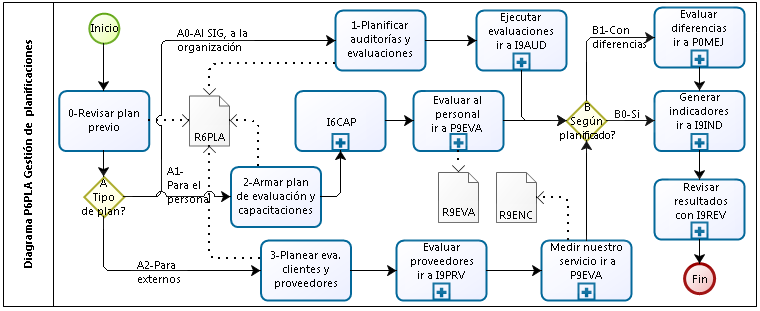 Diagrama P6PLA Gestión de planificaciones
Inicio
0-Revisar plan
previo
A
Tipo
de plan?
A0-Al SIG, a la
organización
1-Planificar
auditorías y
evaluaciones
Ejecutar
evaluaciones
ir a I9AUD
R6PLA
A1-
Para el
personal
2-Armar plan
de evaluación y
capacitaciones
I6CAP
Evaluar al
personal
ir a P9EVA
R9EVA
R9ENC
A2-Para
externos
3-Planear eva.
clientes y
proveedores
Evaluar
proveedores
ir a I9PRV
Medir nuestro
servicio ir a
P9EVA
B
Según
planificado?
B1-Con
diferencias
Evaluar
diferencias
ir a P0MEJ
B0-Si
Generar
indicadores
ir a I9IND
Revisar
resultados
con I9REV
Fin